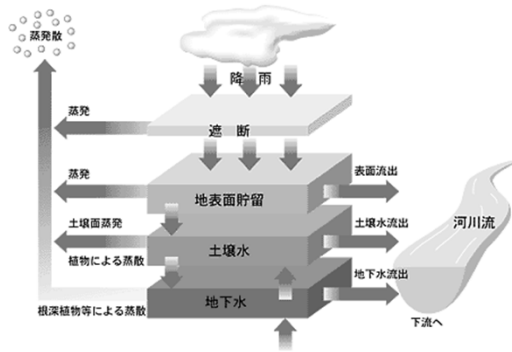 蒸発散
降雨
蒸発
遮断
蒸発
地表面貯留
表面流出
土壌面蒸発
土壌水
土壌水流出
河川流
植物による蒸散
地下水流出
根深植物等による蒸散
地下水
下流へ